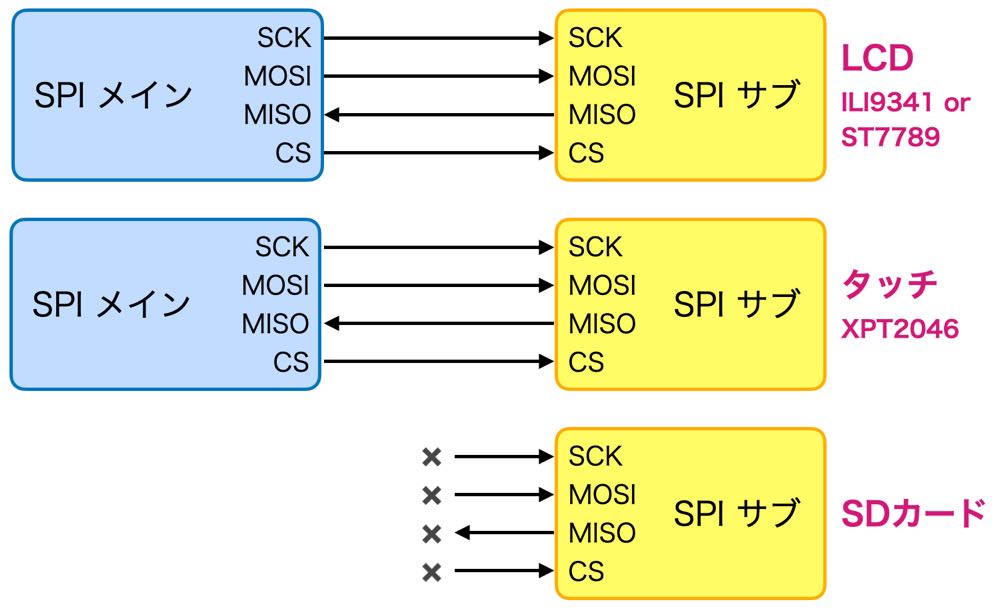 SCK
MOSI
MISO
CS
SPI メイン
SCK
MOSI
MISO
CS
SPI サブ
LCD
ILI9341 or
ST7789
SCK
MOSI
MISO
CS
SPI メイン
SCK
MOSI
MISO
CS
SPI サブ
タッチ
XPT2046
SCK
MOSI
MISO
CS
SPI サブ
SDカード